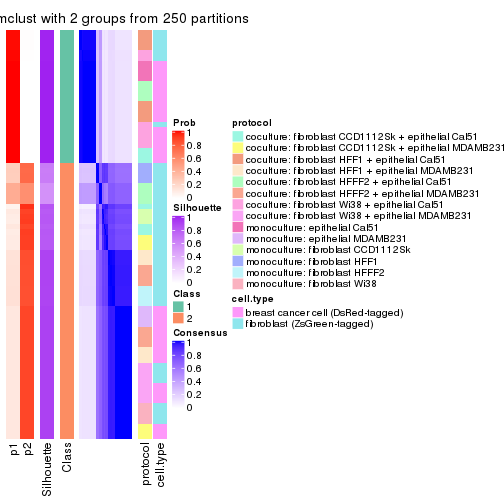 mclust with 2 groups from 250 partitions
Prob
1
0.8
0.6
0.4
0.2
0
Silhouette
1
0.8
0.6
0.4
0.2
0
Class
1
2
Consensus
1
0.8
0.6
0.4
0.2
0
protocol
coculture: fibroblast CCD1112Sk + epithelial Cal51
coculture: fibroblast CCD1112Sk + epithelial MDAMB231
coculture: fibroblast HFF1 + epithelial Cal51
coculture: fibroblast HFF1 + epithelial MDAMB231
coculture: fibroblast HFFF2 + epithelial Cal51
coculture: fibroblast HFFF2 + epithelial MDAMB231
coculture: fibroblast Wi38 + epithelial Cal51
coculture: fibroblast Wi38 + epithelial MDAMB231
monoculture: epithelial Cal51
monoculture: epithelial MDAMB231
monoculture: fibroblast CCD1112Sk
monoculture: fibroblast HFF1
monoculture: fibroblast HFFF2
monoculture: fibroblast Wi38
cell.type
breast cancer cell (DsRed-tagged)
fibroblast (ZsGreen-tagged)
p1
p2
Silhouette
Class
protocol
cell.type